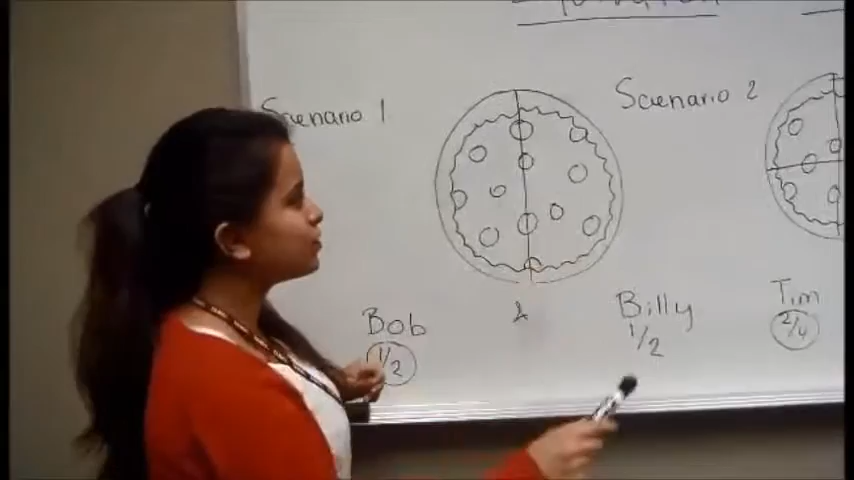 Scenario 1
Scenario 2
Bob & Billy Tim
1/2 1/2 2/4